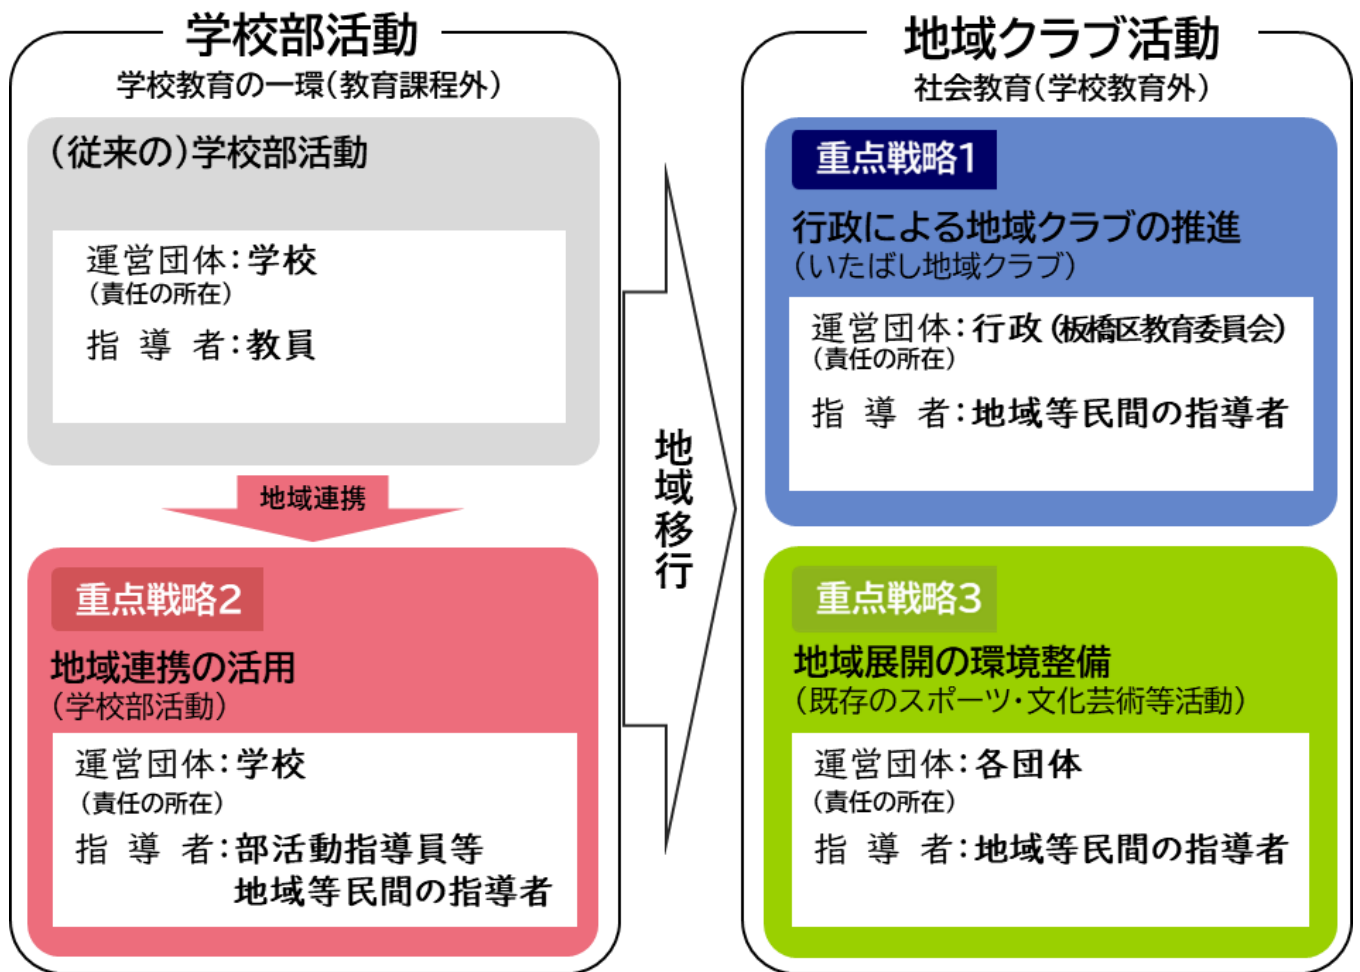 学校部活動
学校教育の一環(教育課程外)
(従来の)学校部活動
運営団体：学校
(責任の所在)
指 導 者：教員
地域連携
重点戦略2
地域連携の活用
(学校部活動)
運営団体：学校
(責任の所在)
指 導 者：部活動指導員等
地域等民間の指導者
地域移行
地域クラブ活動
社会教育(学校教育外)
重点戦略1
行政による地域クラブの推進
(いたばし地域クラブ)
運営団体：行政(板橋区教育委員会)
(責任の所在)
指 導 者：地域等民間の指導者
重点戦略3
地域展開の環境整備
(既存のスポーツ・文化芸術等活動)
運営団体：各団体
(責任の所在)
指 導 者：地域等民間の指導者